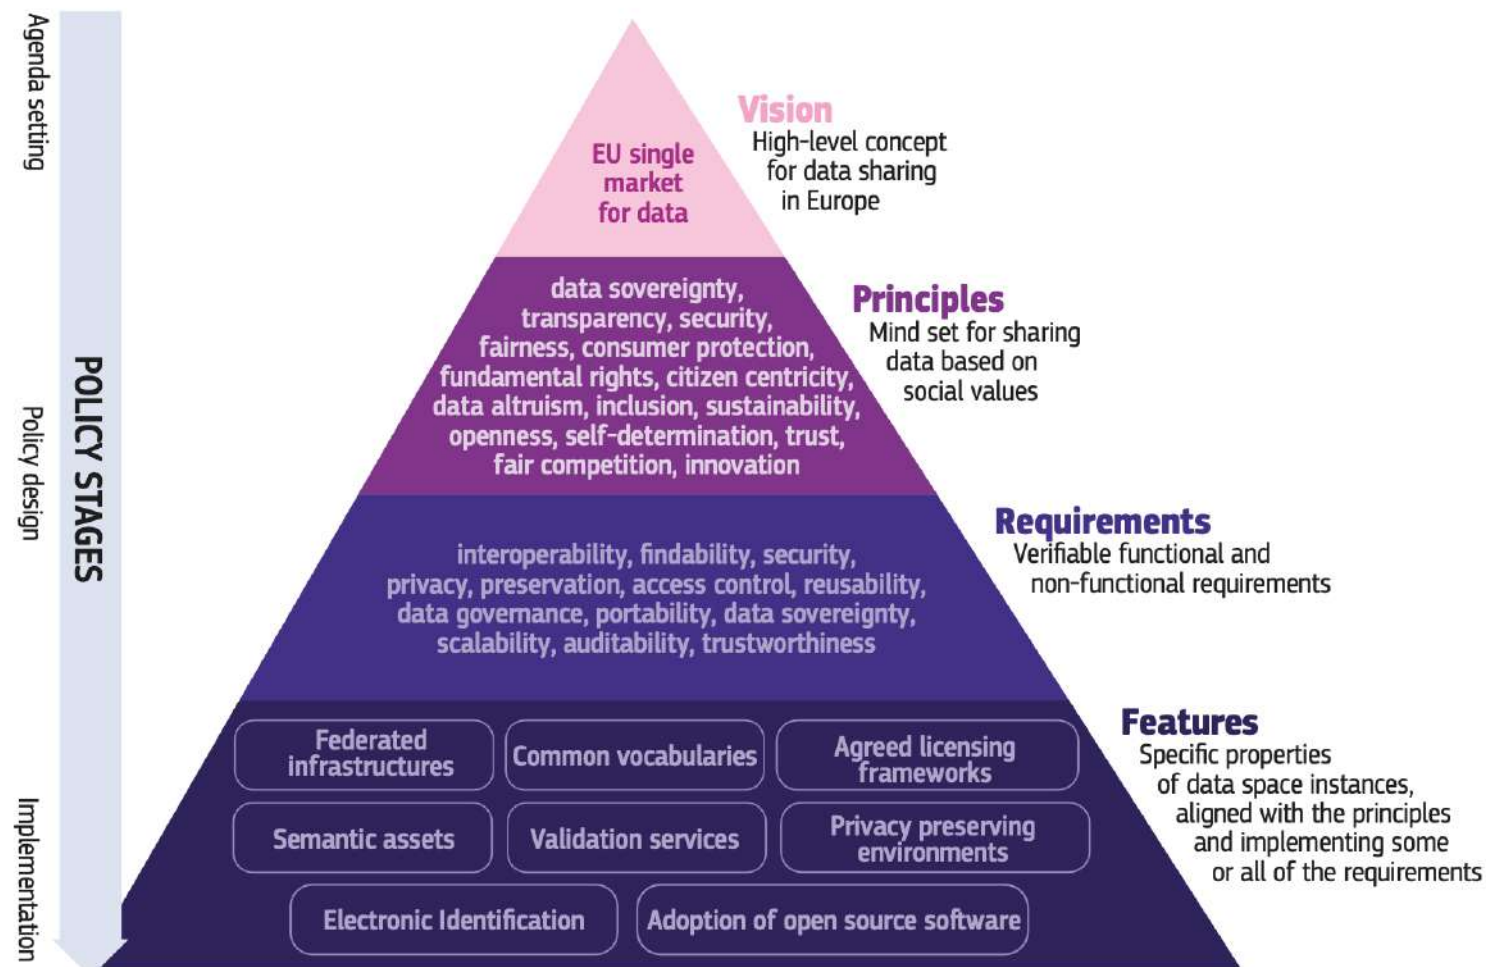 Agenda setting
Policy design
Implementation
POLICY STAGES
EU single
market
for data
Vision
High-level concept
for data sharing
in Europe
data sovereignty,
transparency, security,
fairness, consumer protection,
fundamental rights, citizen centricity,
data altruism, inclusion, sustainability,
openness, self-determination, trust,
fair competition, innovation
Principles
Mind set for sharing
data based on
social values
interoperability, findability, security,
privacy, preservation, access control, reusability,
data governance, portability, data sovereignty,
scalability, auditability, trustworthiness
Requirements
Verifiable functional and
non-functional requirements
Federated
infrastructures
Common vocabularies
Agreed licensing
frameworks
Semantic assets
Validation services
Privacy preserving
environments
Electronic Identification
Adoption of open source software
Features
Specific properties
of data space instances,
aligned with the principles
and implementing some
or all of the requirements